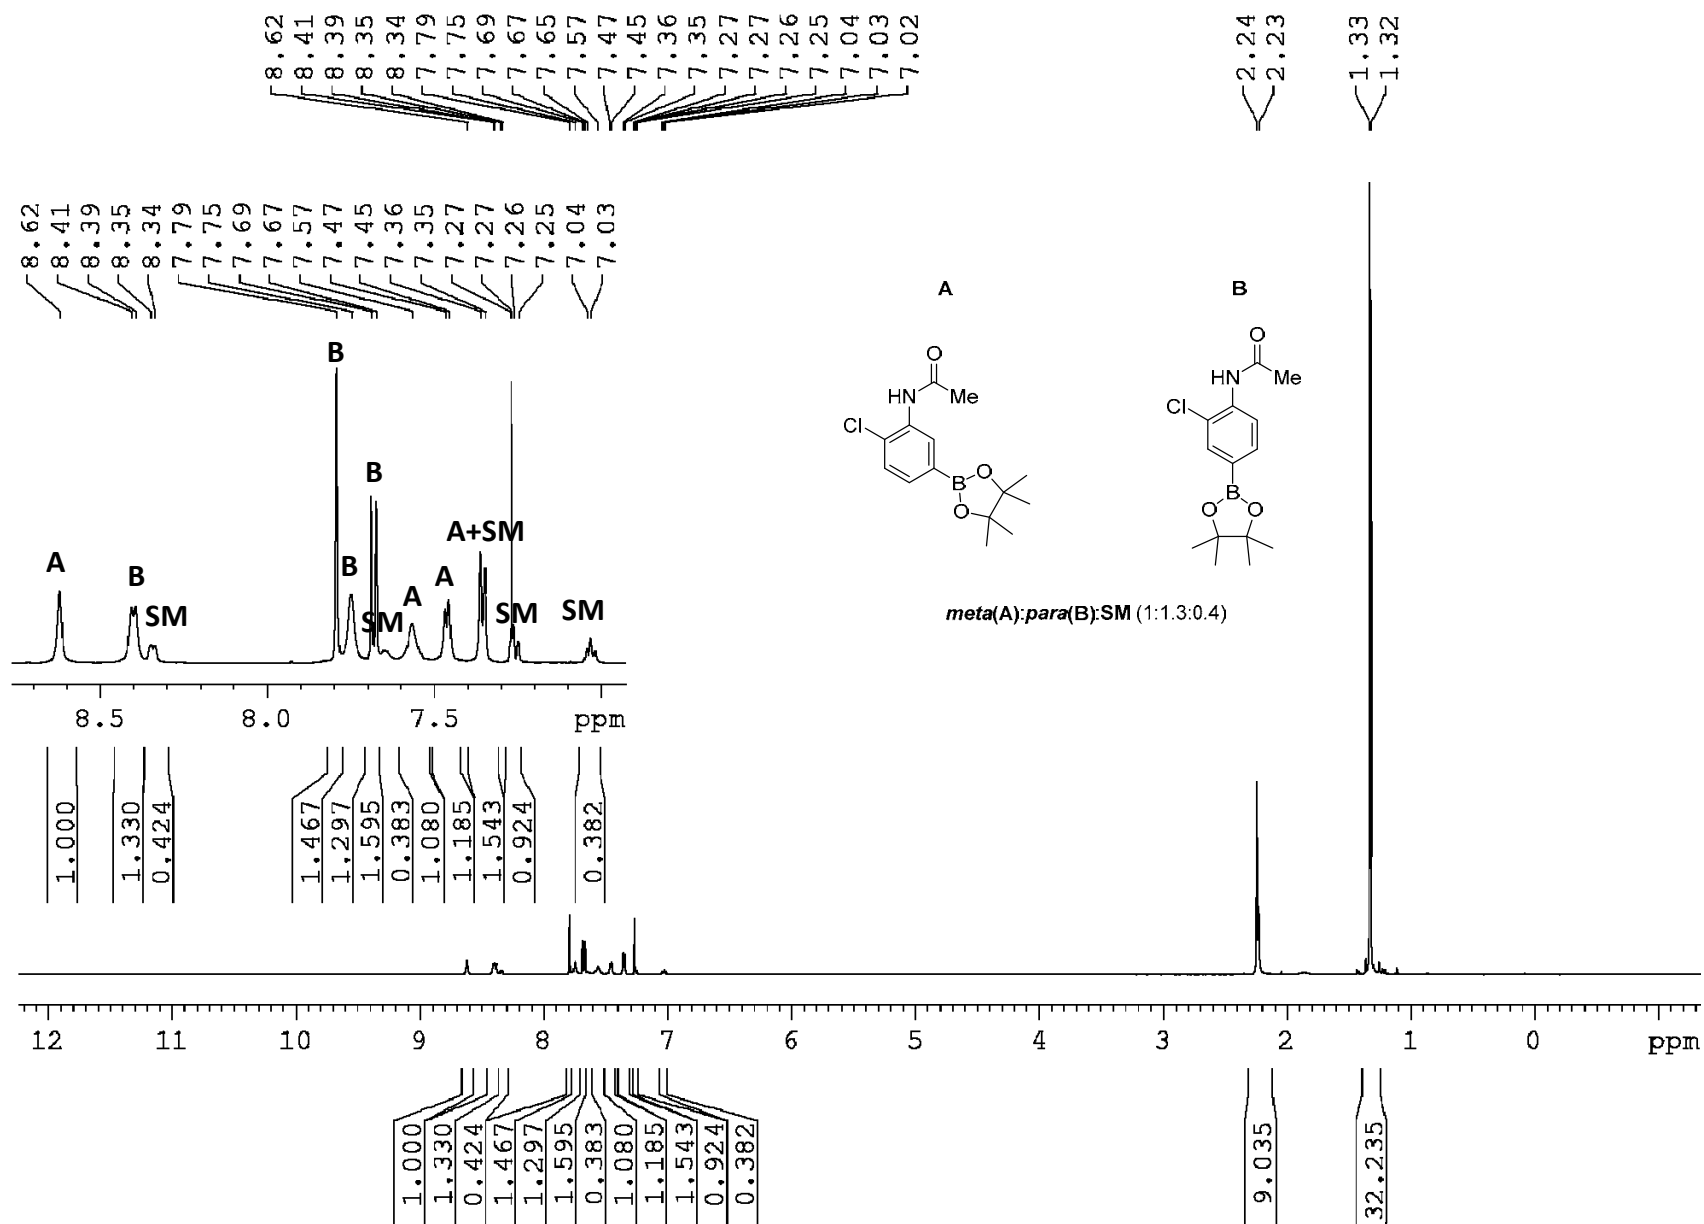 8.62 8.41 8.39 8.35 8.34 7.79 7.75 7.69 7.67 7.65 7.57 7.47 7.45 7.36 7.35 7.27 7.27 7.26 7.25 7.04 7.03 7.02
2.24 2.23
1.33 1.32
8.62 8.41 8.39 8.35 8.34 7.79 7.75 7.69 7.67 7.57 7.47 7.45 7.36 7.35 7.27 7.27 7.26 7.25 7.04 7.03
A B
B
B
A+SM
A B SM B SM A A SM SM
8.5 8.0 7.5 ppm
O
HN Me
Cl
B O
O
O
HN Me
Cl
B
O O
meta(A):para(B):SM (1:1.3:0.4)
1.000 1.330 0.424 1.467 1.297 1.595 0.383 1.080 1.185 1.543 0.924 0.382
12 11 10 9 8 7 6 5 4 3 2 1 0 ppm
1.000 1.330 0.424 1.467 1.297 1.595 0.383 1.080 1.185 1.543 0.924 0.382
9.035
32.235